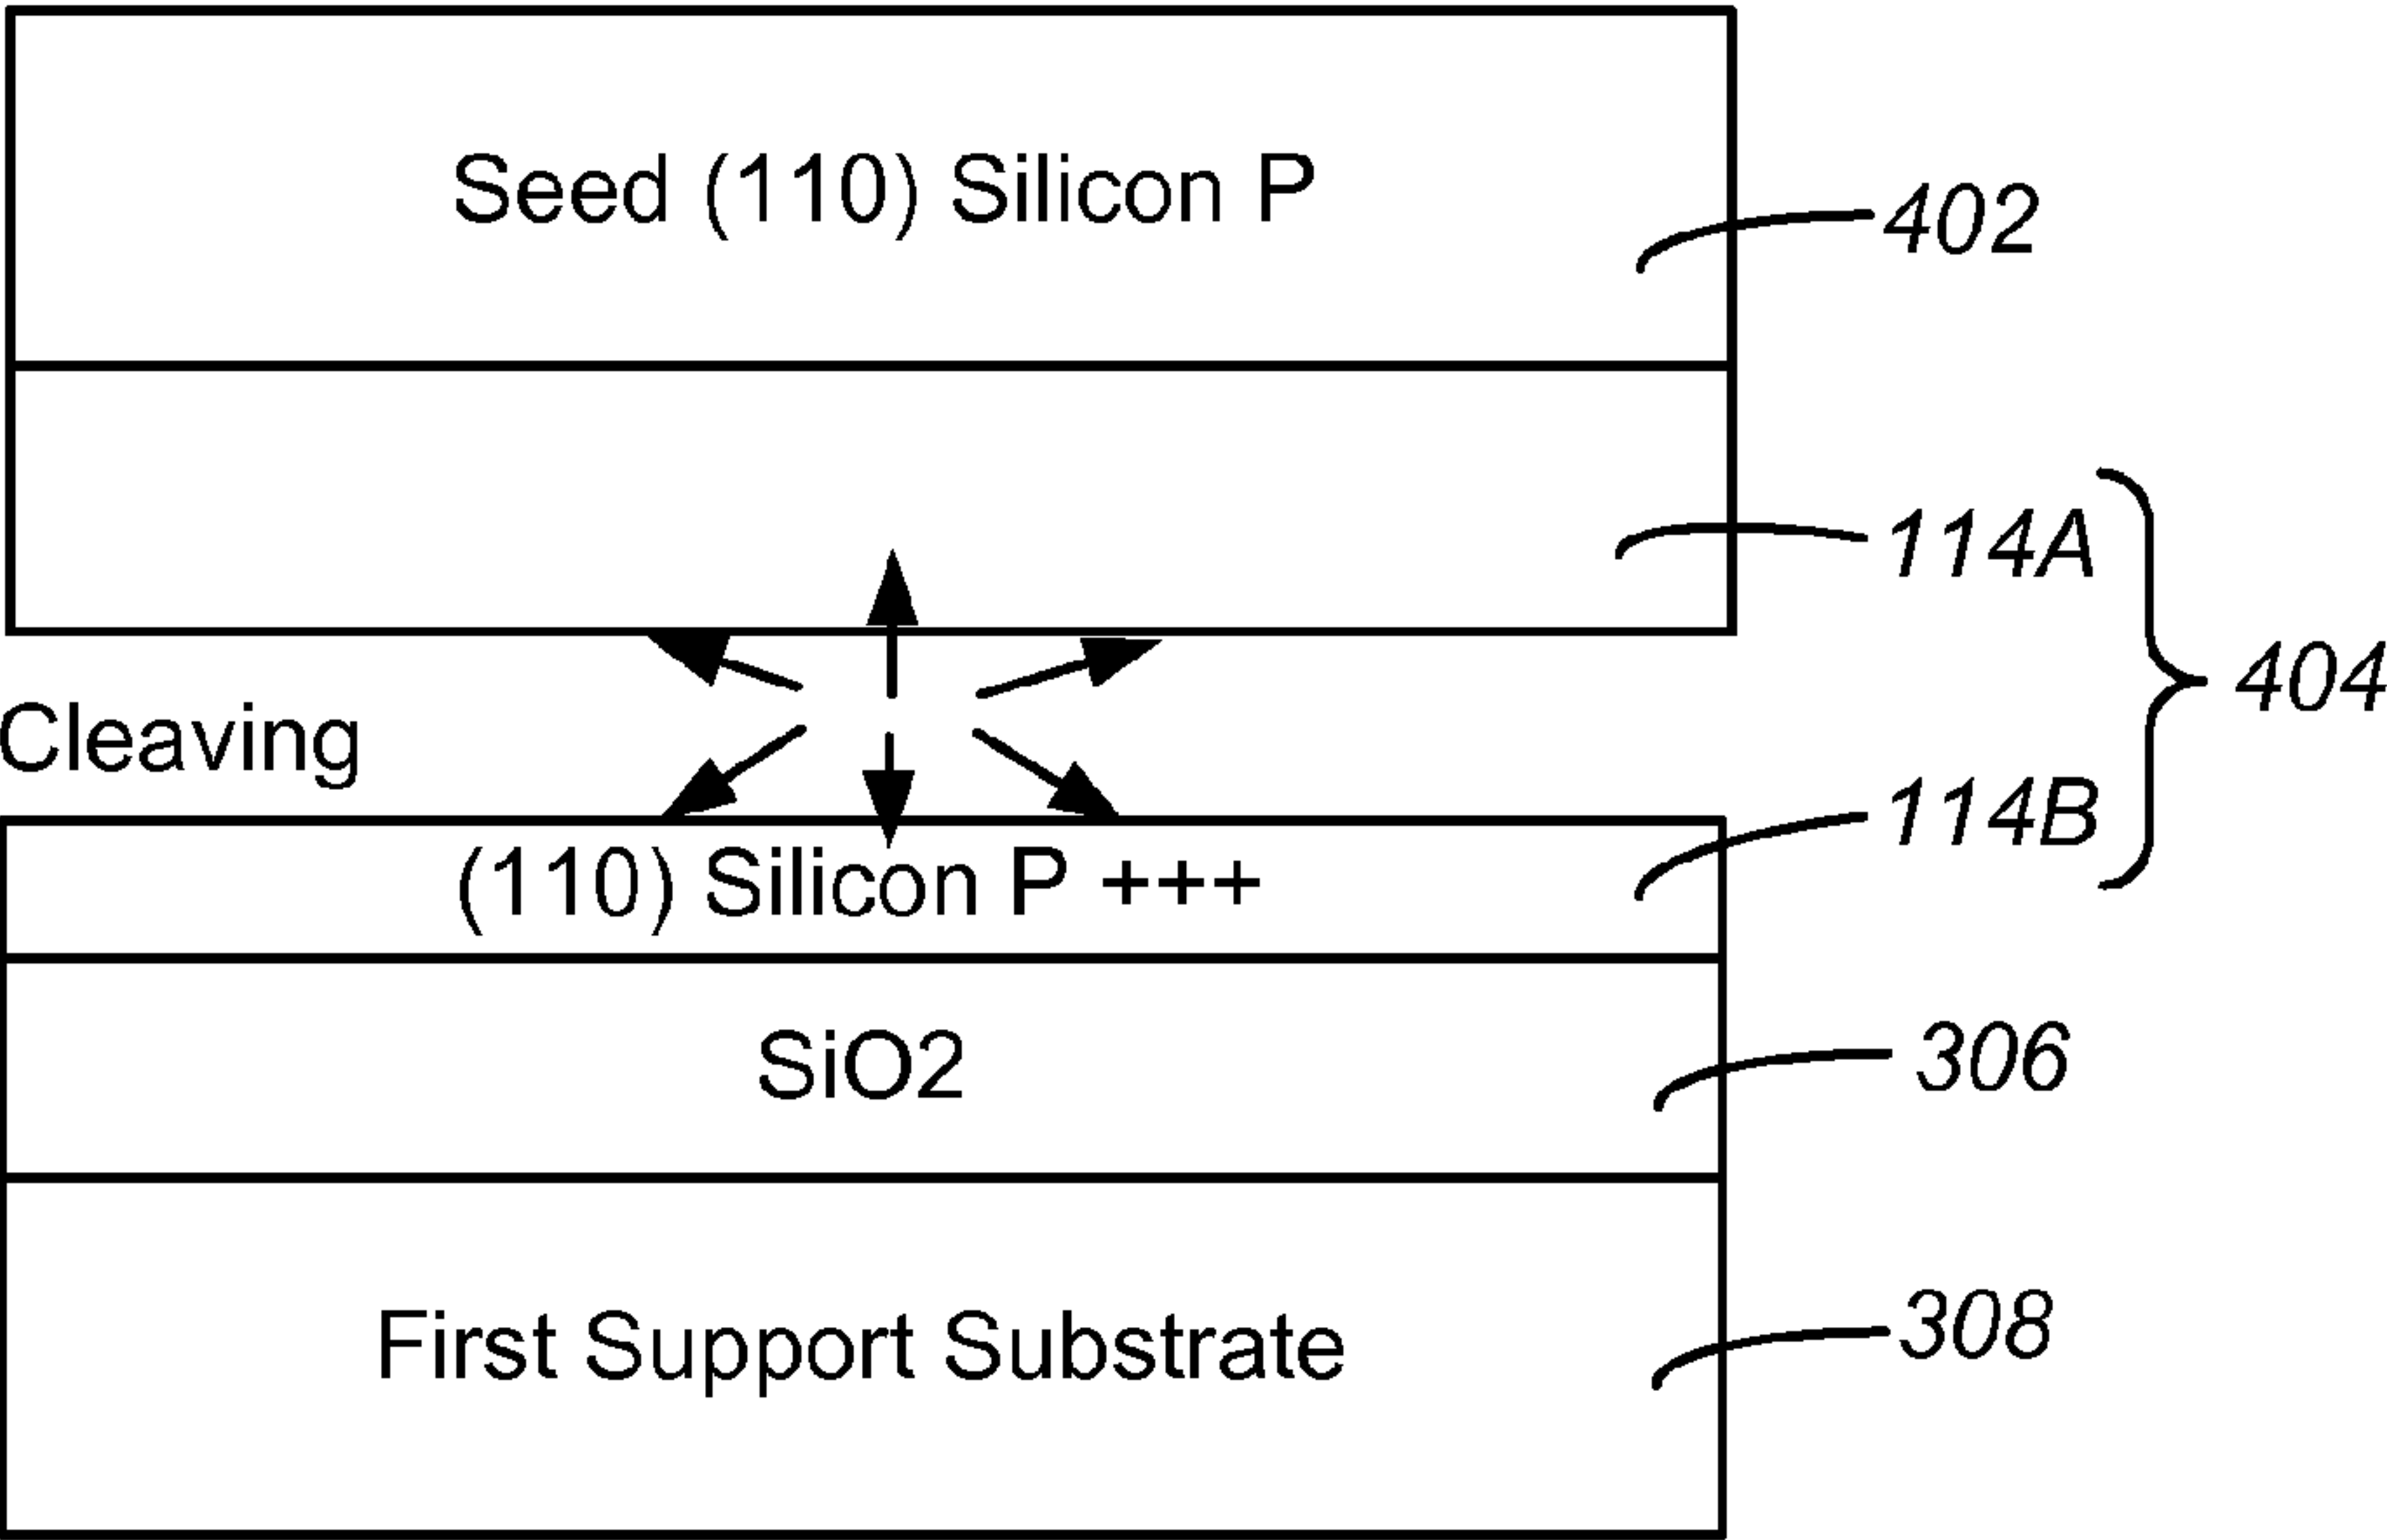 Seed (110) Silicon P
402
114A
404
Cleaving
114B
(110) Silicon P +++
SiO2
306
First Support Substrate
308